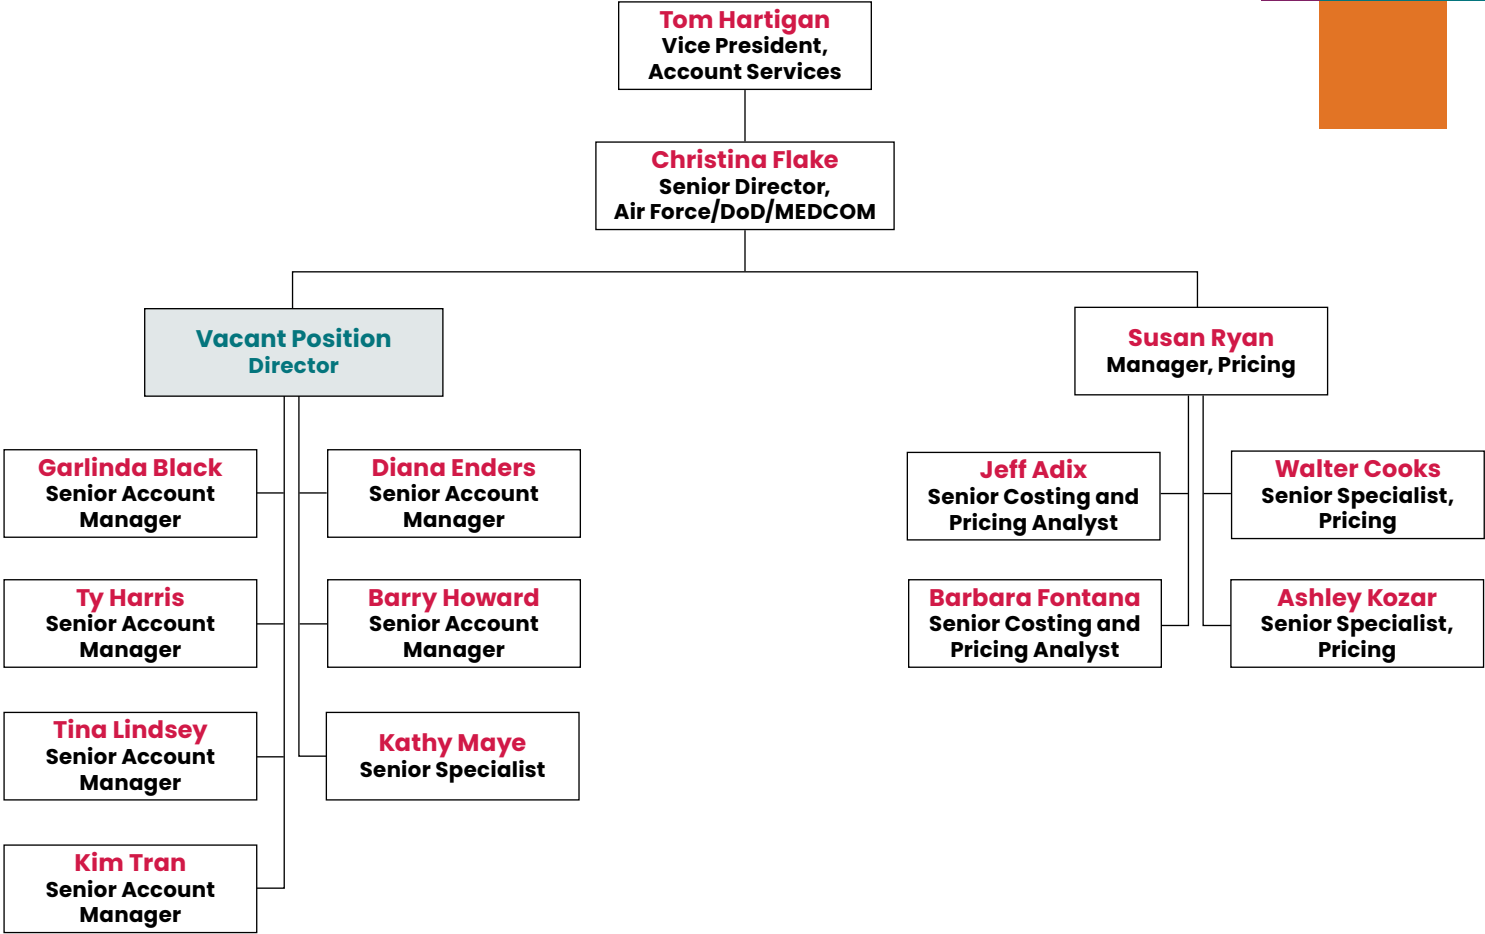 Tom Hartigan
Vice President,
Account Services
Christina Flake
Senior Director,
Air Force/DoD/MEDCOM
Vacant Position
Director
Susan Ryan
Manager, Pricing
Garlinda Black
Senior Account
Manager
Diana Enders
Senior Account
Manager
Jeff Adix
Senior Costing and
Pricing Analyst
Walter Cooks
Senior Specialist,
Pricing
Ty Harris
Senior Account
Manager
Barry Howard
Senior Account
Manager
Barbara Fontana
Senior Costing and
Pricing Analyst
Ashley Kozar
Senior Specialist,
Pricing
Tina Lindsey
Senior Account
Manager
Kathy Maye
Senior Specialist
Kim Tran
Senior Account
Manager